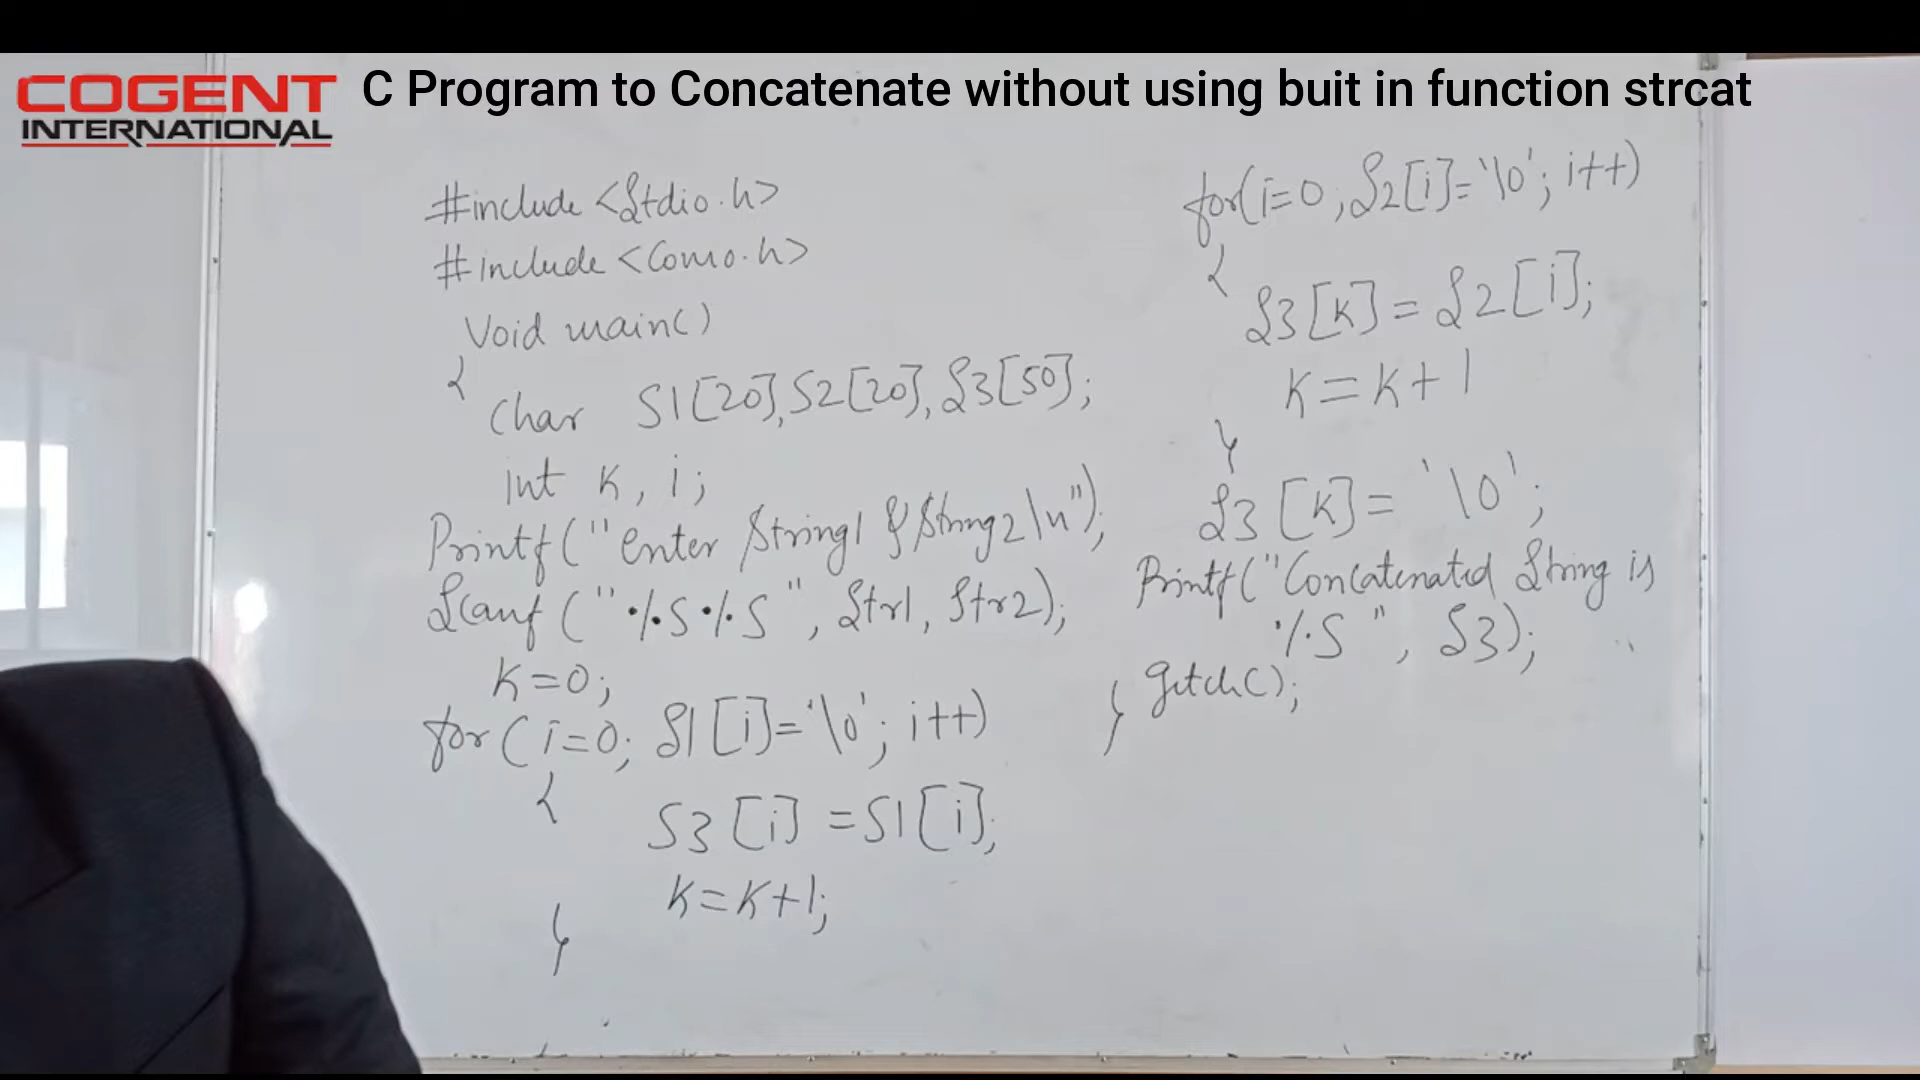 COGENT
INTERNATIONAL
C Program to Concatenate without using buit in function strcat
#include <Stdio.h>
#include <Conio.h>
Void main()
{
Char S1[20], S2[20], S3[50];
int K, i;
Printf("enter String1 & String2\n");
Scanf("%S%S", Str1, Str2);
K=0;
for(i=0; S1[i]='\0'; i++)
{
S3[i]=S1[i];
K=K+1;
}
for(i=0; S2[i]='\0'; i++)
{
S3[K]=S2[i];
K=K+1
}
S3[K]='\0';
Printf("Concatenated String is
%S", S3);
getch();
}